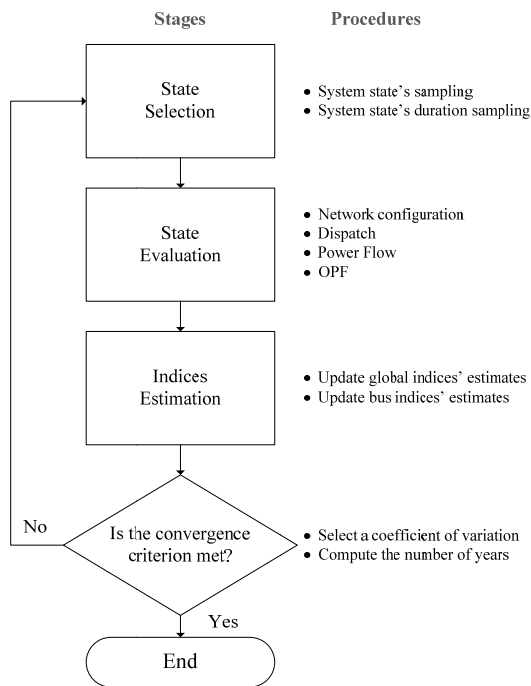 Stages Procedures
State
Selection
● System state's sampling
● System state's duration sampling
State
Evaluation
● Network configuration
● Dispatch
● Power Flow
● OPF
Indices
Estimation
● Update global indices' estimates
● Update bus indices' estimates
No
Is the convergence
criterion met?
● Select a coefficient of variation
● Compute the number of years
Yes
End